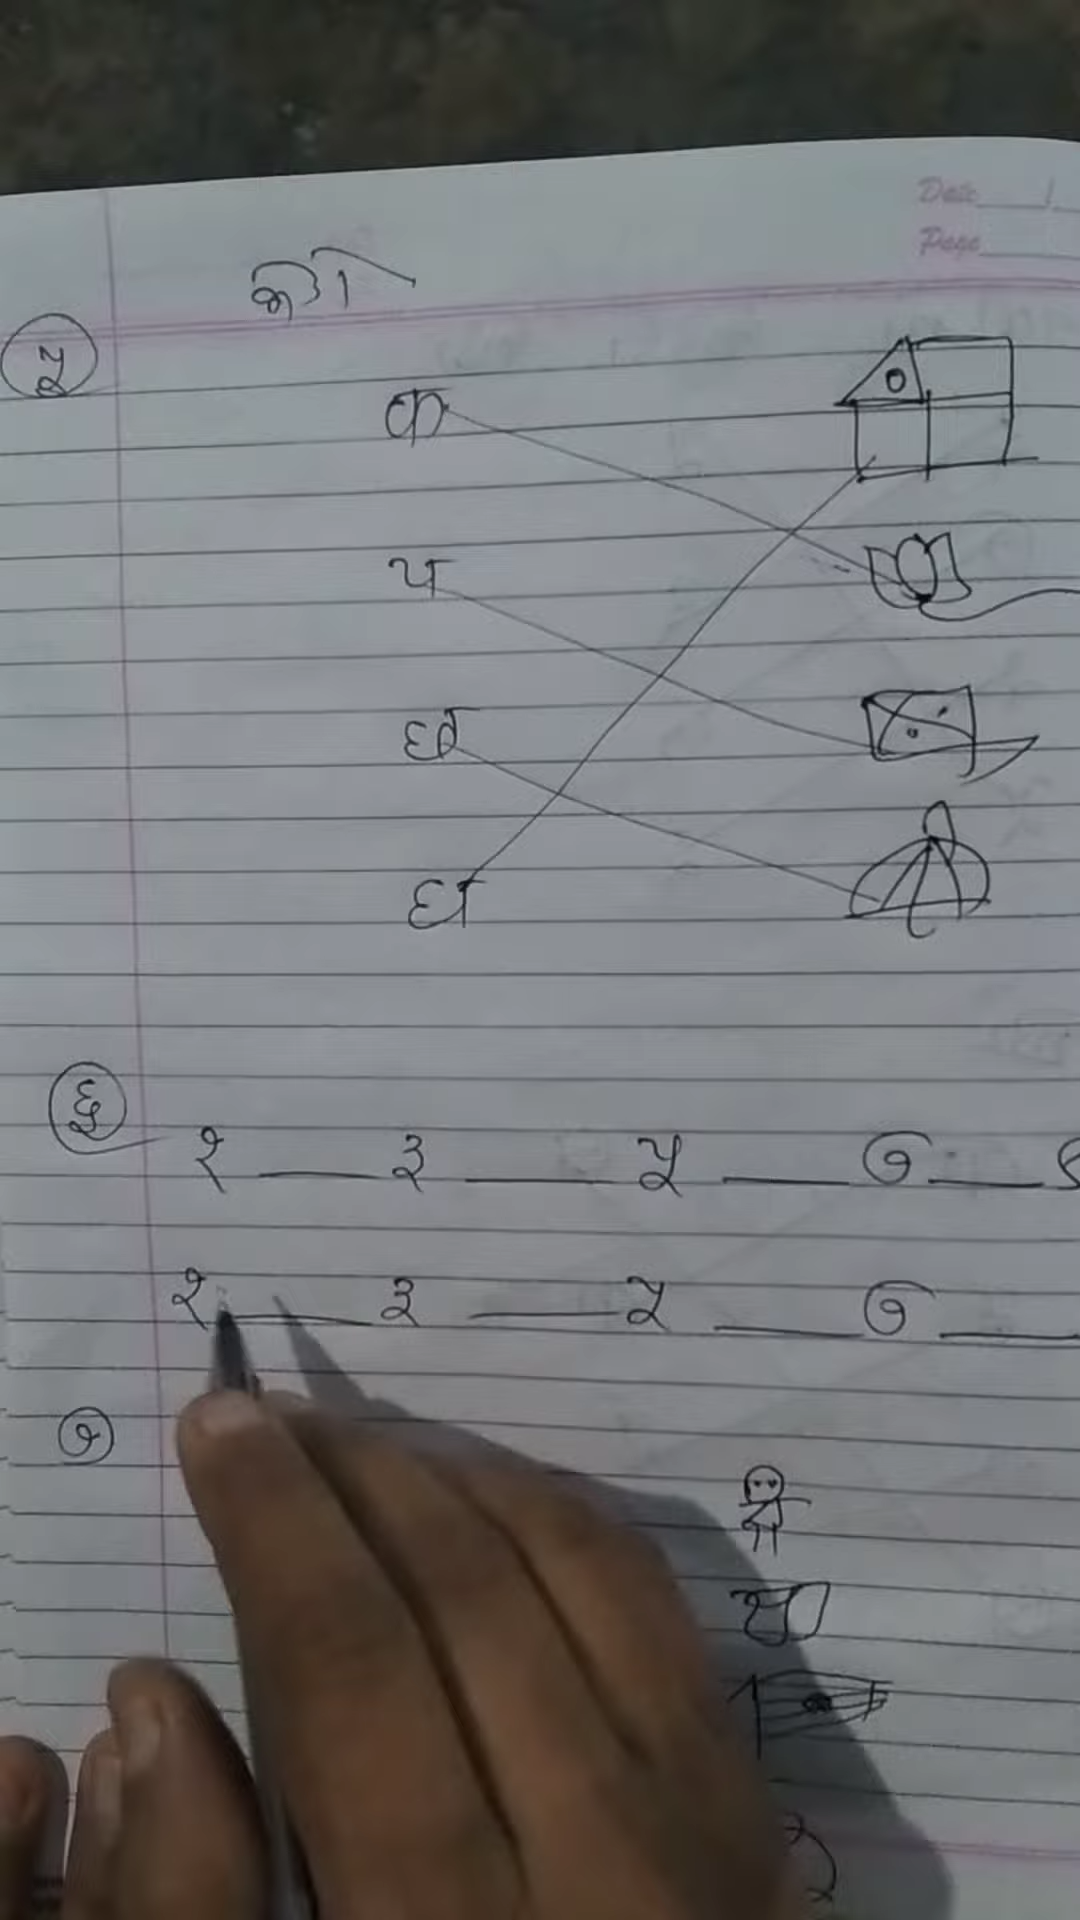 Date / 
Page
५
क
प
छ
घ
६
१ ३ ५ ७
१ ३ ५ ७
७